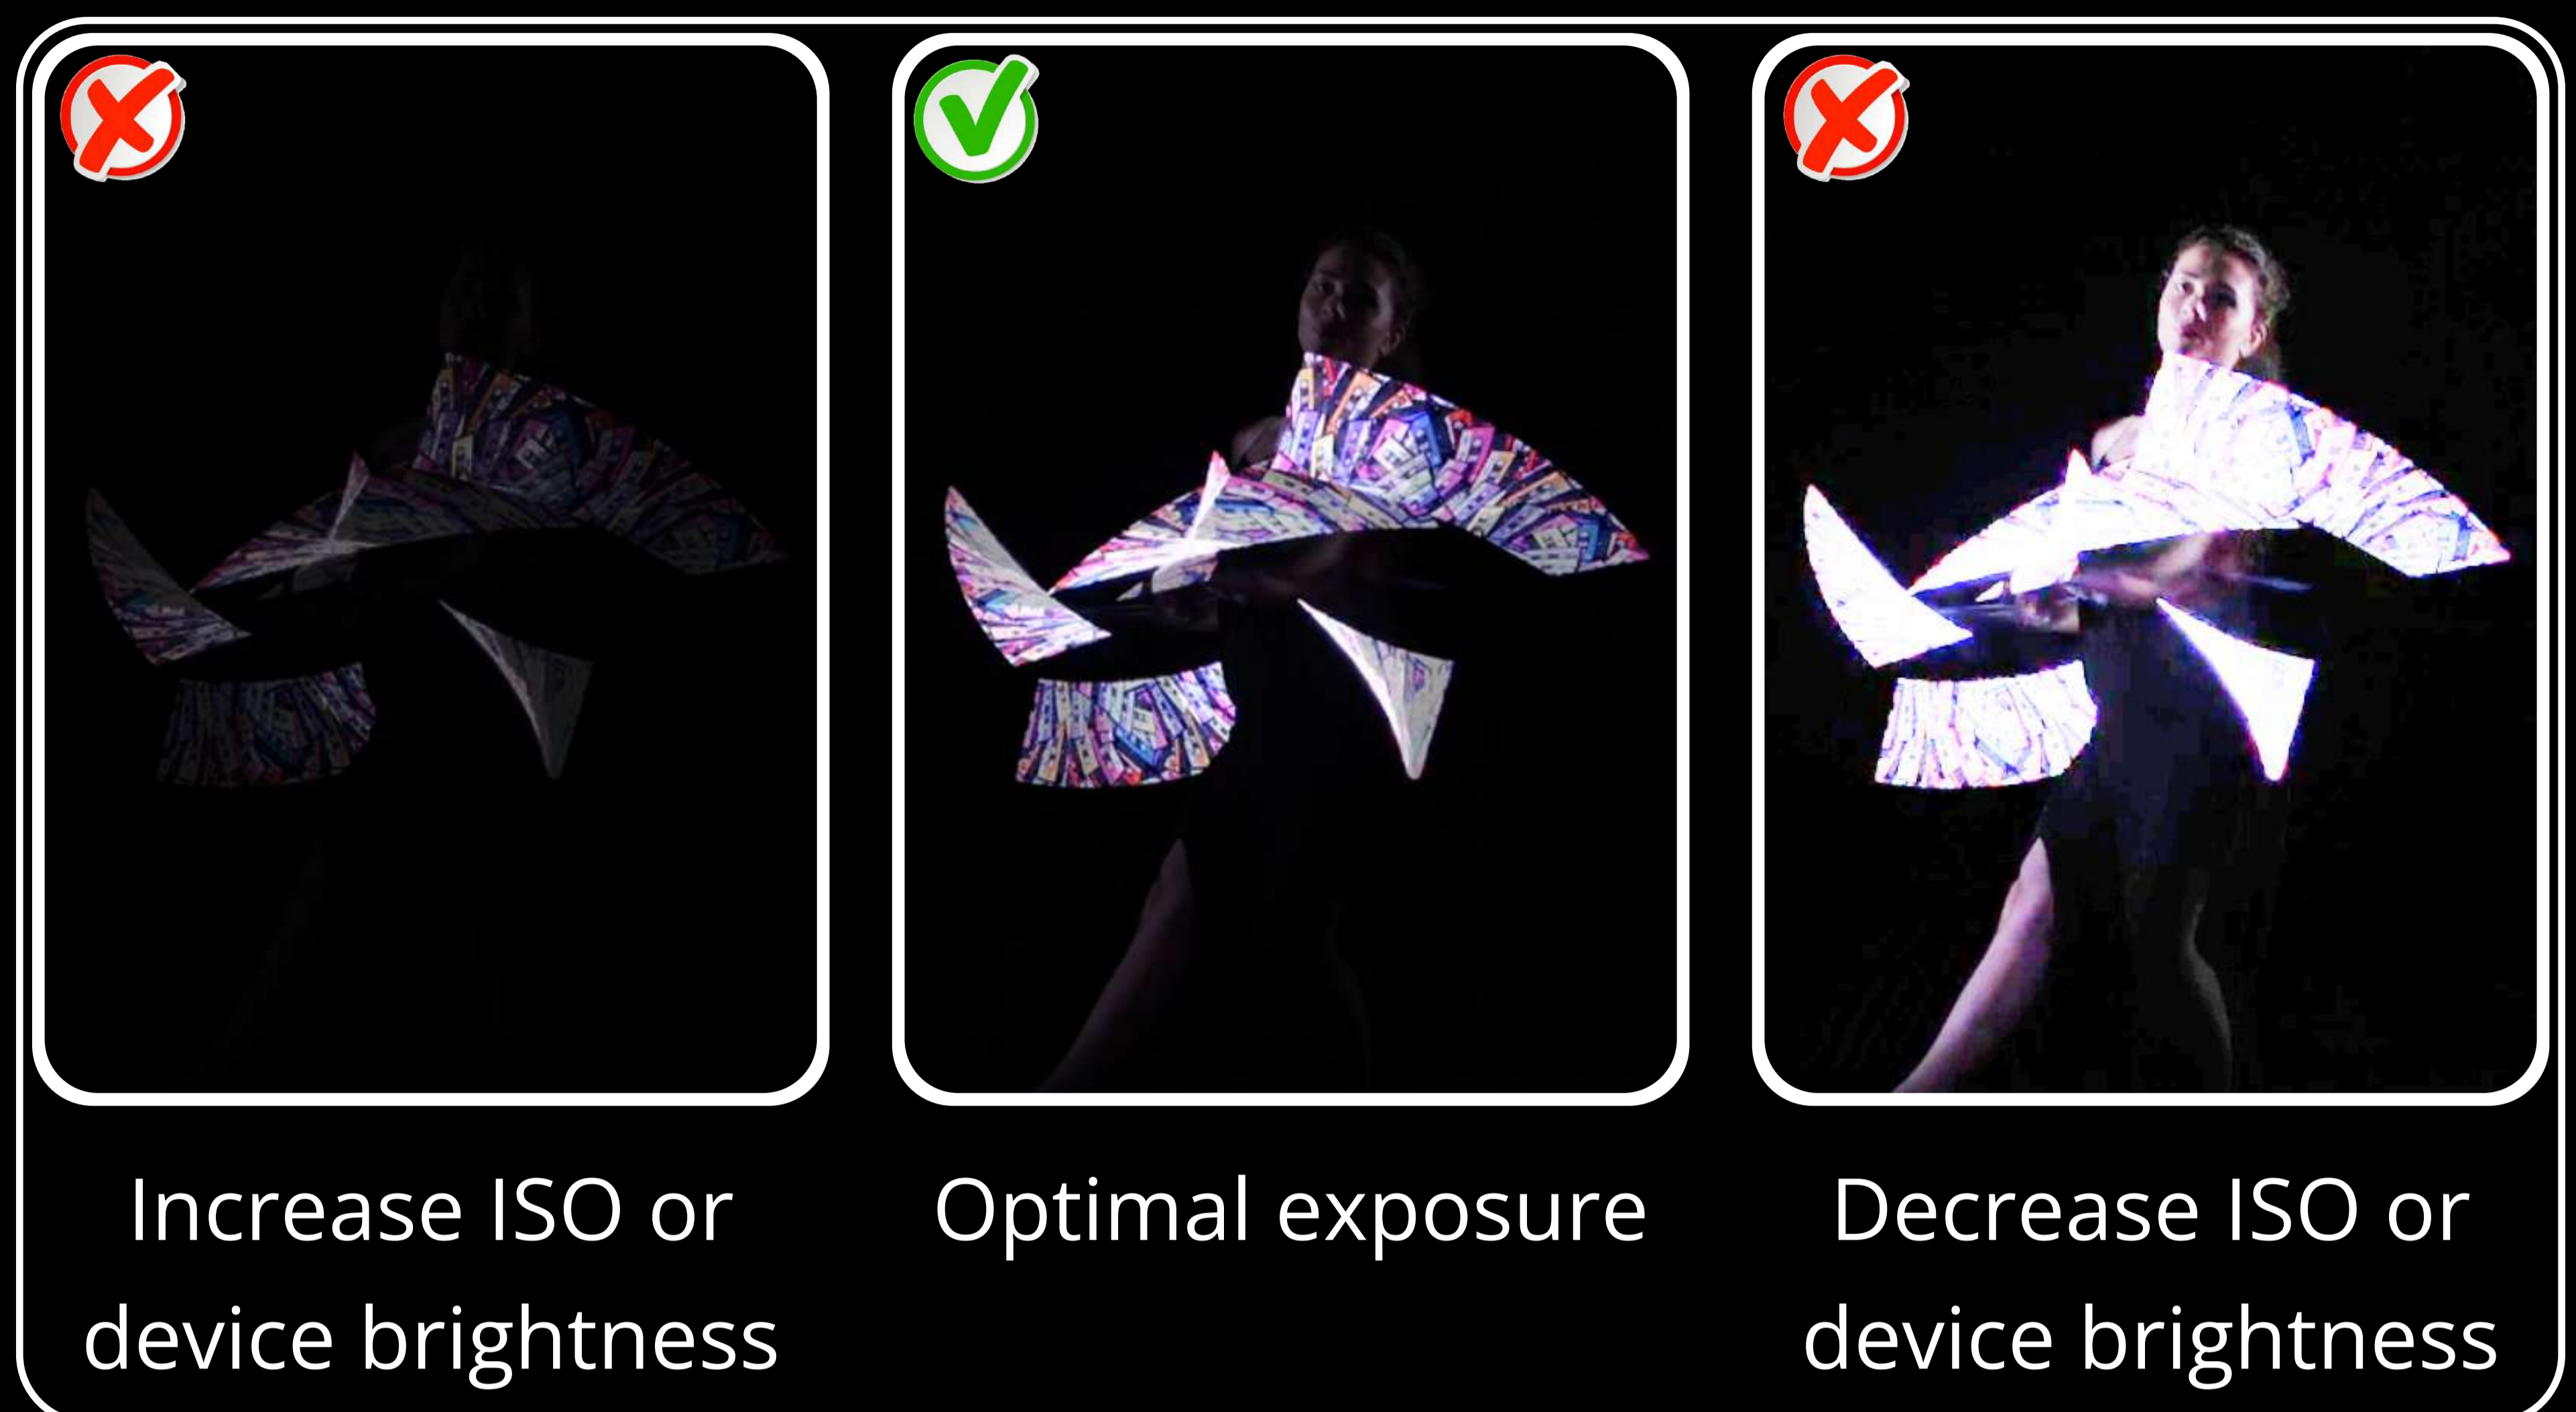 Increase ISO or
device brightness
Optimal exposure
Decrease ISO or
device brightness